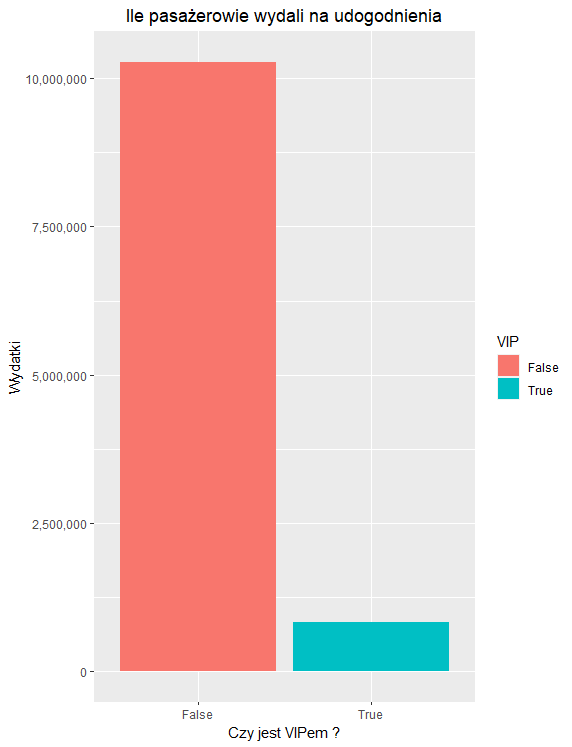 Ile pasażerowie wydali na udogodnienia
10,000,000
7,500,000
5,000,000
2,500,000
0
Wydatki
False
True
Czy jest VIPem ?
VIP
False
True